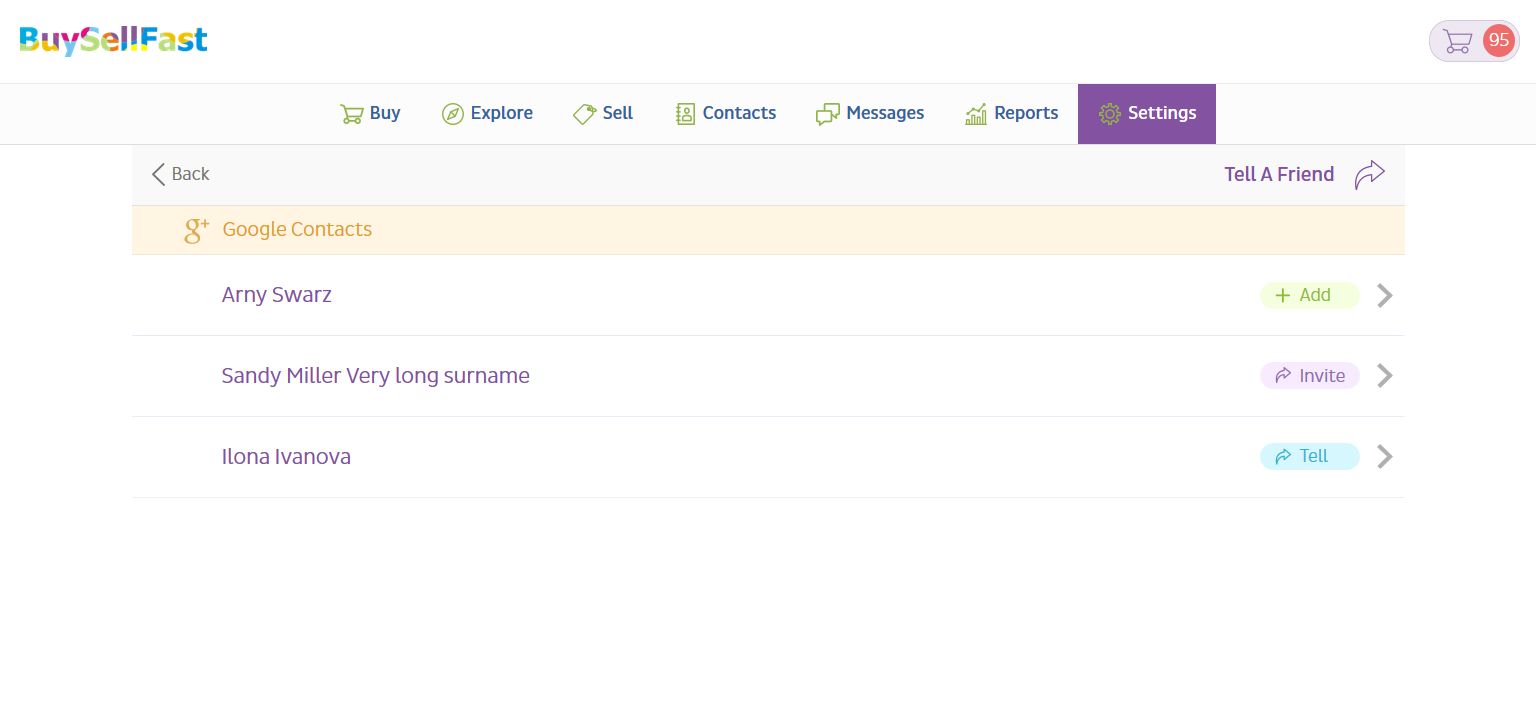 BuySellFast
95
Buy Explore Sell Contacts Messages Reports Settings
Back Tell A Friend
g+ Google Contacts
Arny Swarz Add
Sandy Miller Very long surname Invite
Ilona Ivanova Tell